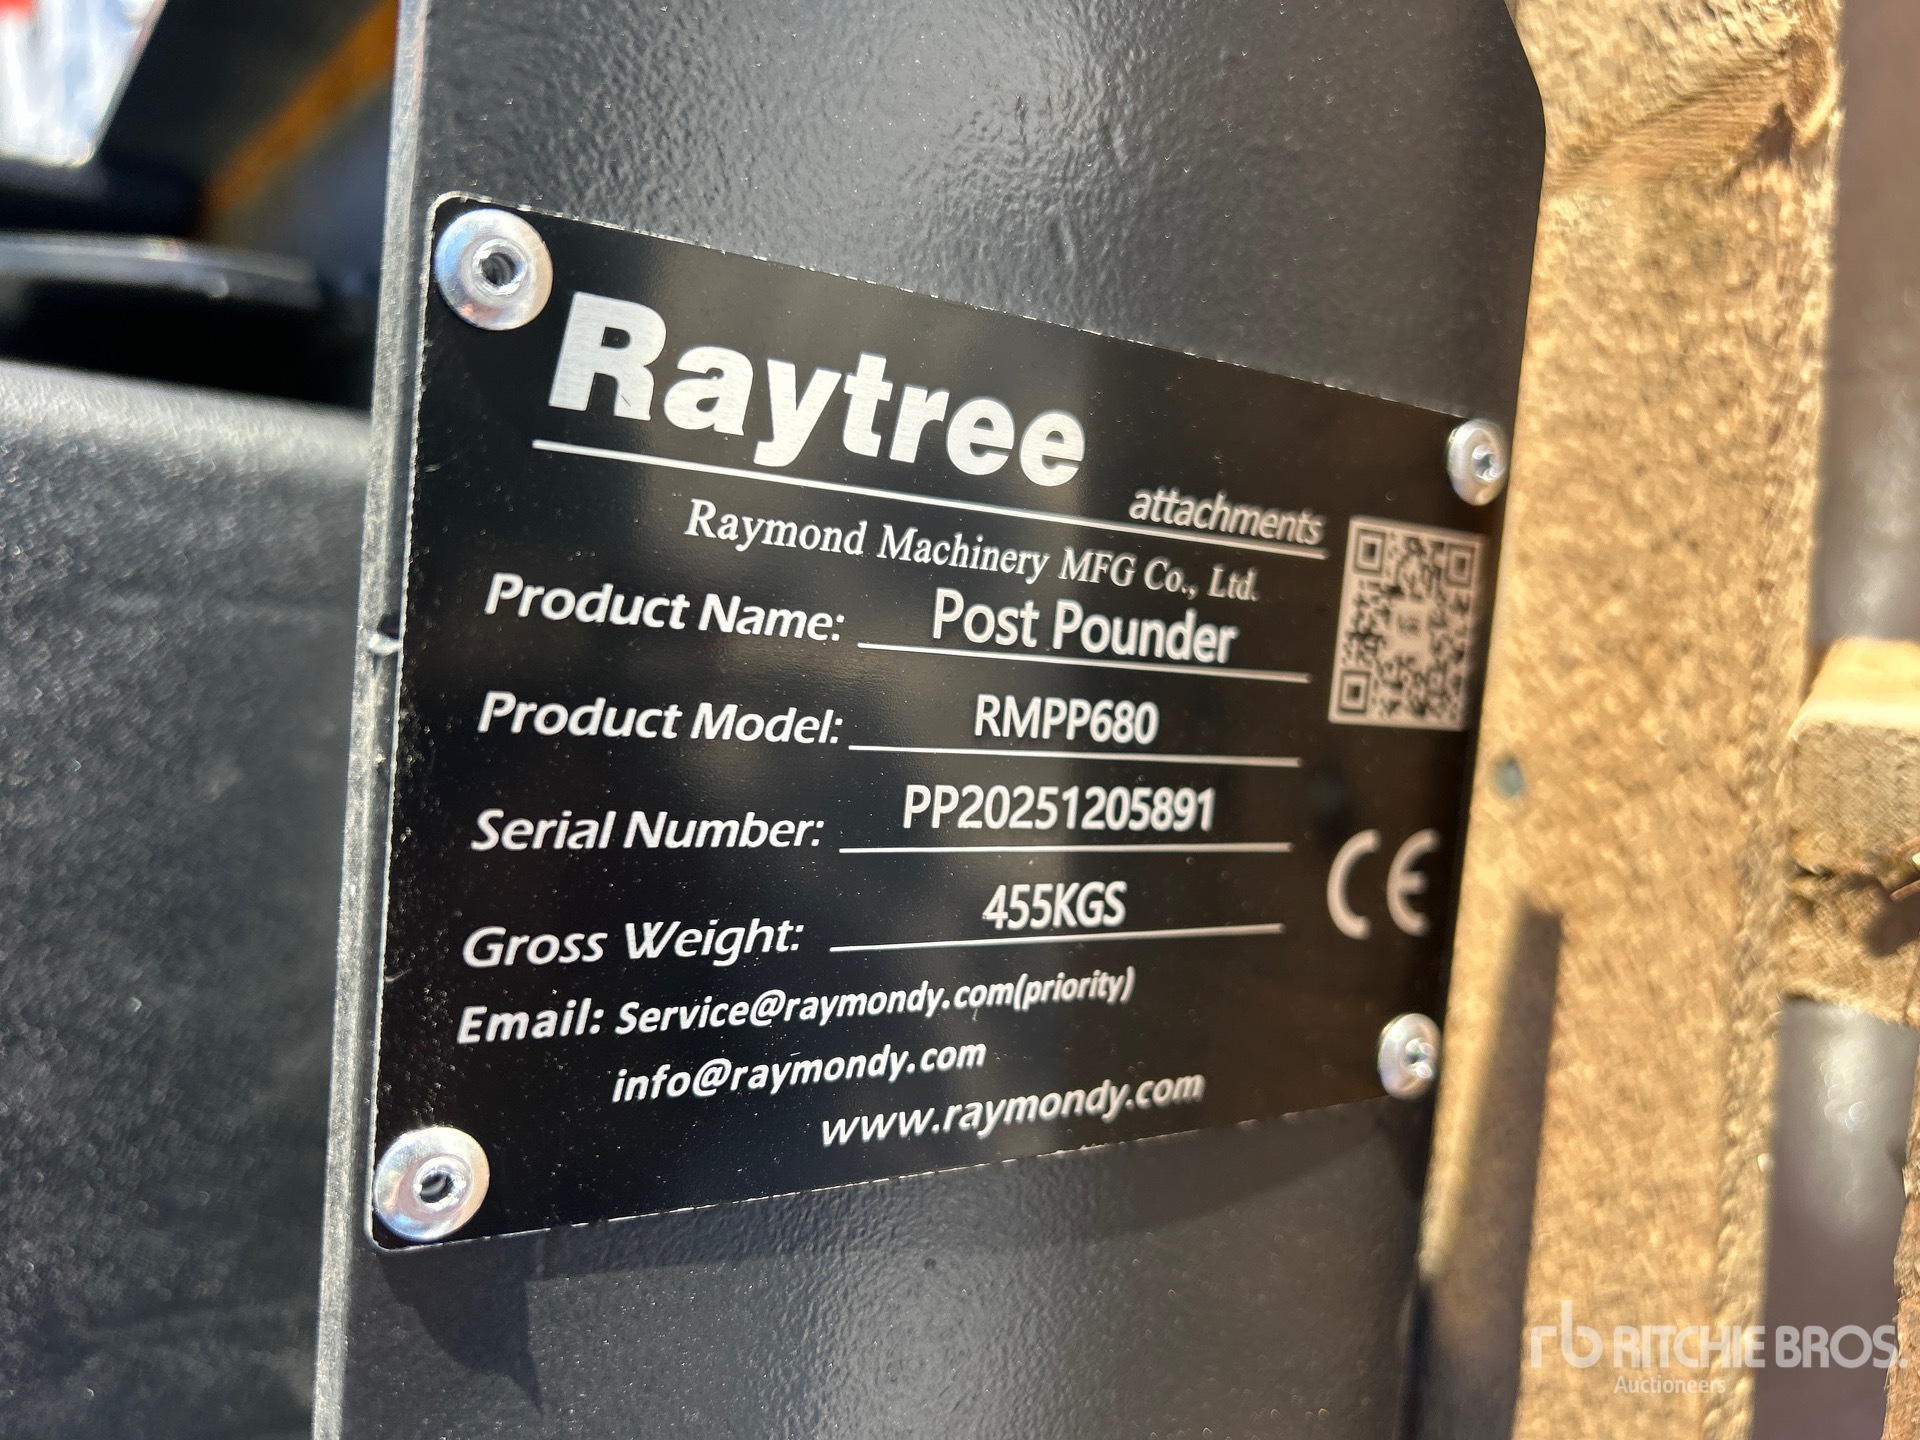 Raytree
attachments
Raymond Machinery MFG Co., Ltd.
Product Name: Post Pounder
Product Model: RMPP680
Serial Number: PP20251205891
Gross Weight: 455KGS
CE
Email: Service@raymondy.com(priority)
info@raymondy.com
www.raymondy.com
rb RITCHIE BROS.
Auctioneers